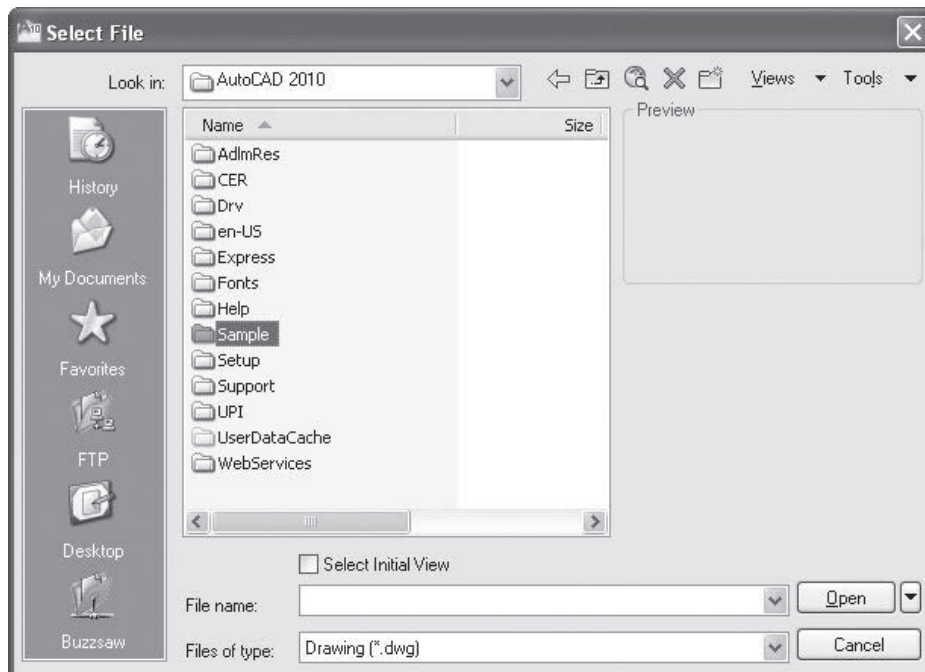 Select File
Look in: AutoCAD 2010 Views Tools
Name Size Preview
AdlmRes
CER
Drv
en-US
Express
Fonts
Help
Sample
Setup
Support
UPI
UserDataCache
WebServices
History
My Documents
Favorites
FTP
Desktop
Buzzsaw
Select Initial View
File name: Open
Files of type: Drawing (*.dwg) Cancel